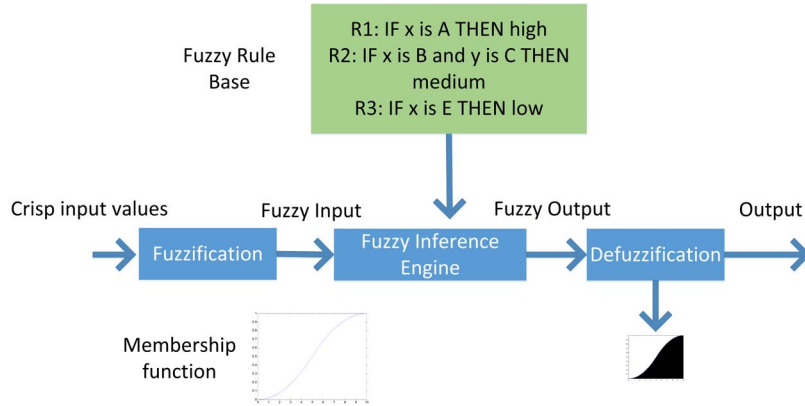 Fuzzy Rule
Base
R1: IF x is A THEN high
R2: IF x is B and y is C THEN
medium
R3: IF x is E THEN low
Crisp input values
Fuzzy Input
Fuzzy Output
Output
Fuzzification
Fuzzy Inference
Engine
Defuzzification
Membership
function